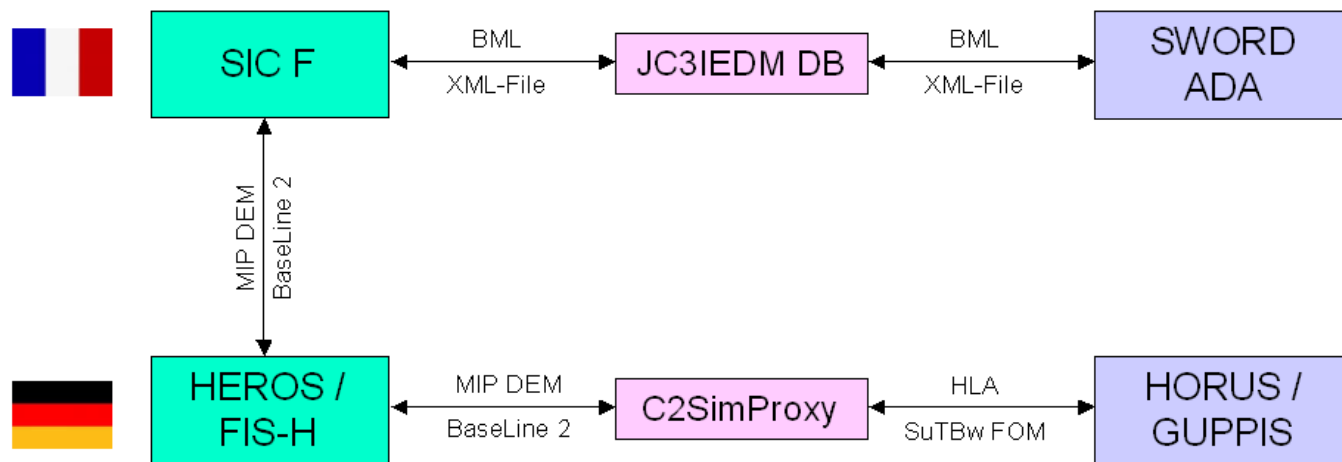 SIC F
BML
XML-File
JC3IEDM DB
BML
XML-File
SWORD
ADA
MIP DEM
BaseLine 2
HEROS /
FIS-H
MIP DEM
BaseLine 2
C2SimProxy
HLA
SuTBw FOM
HORUS /
GUPPIS